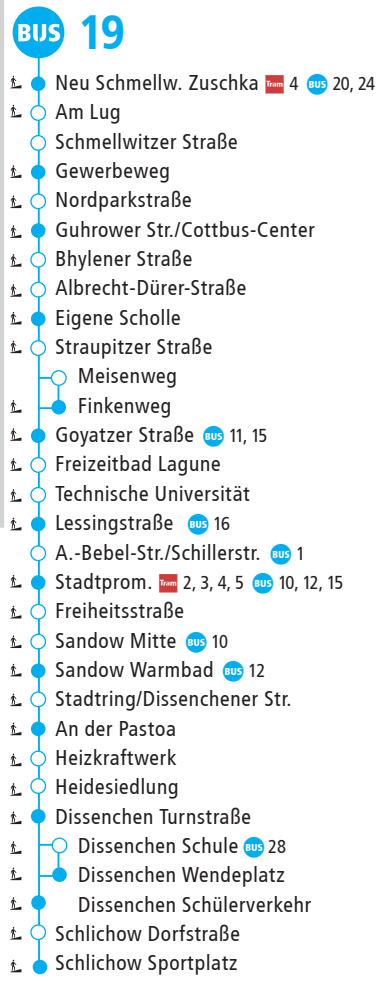 BUS 19
Neu Schmellw. Zuschka Tram 4 BUS 20, 24
Am Lug
Schmellwitzer Straße
Gewerbeweg
Nordparkstraße
Guhrower Str./Cottbus-Center
Bhylener Straße
Albrecht-Dürer-Straße
Eigene Scholle
Straupitzer Straße
Meisenweg
Finkenweg
Goyatzer Straße BUS 11, 15
Freizeitbad Lagune
Technische Universität
Lessingstraße BUS 16
A.-Bebel-Str./Schillerstr. BUS 1
Stadtprom. Tram 2, 3, 4, 5 BUS 10, 12, 15
Freiheitsstraße
Sandow Mitte BUS 10
Sandow Warmbad BUS 12
Stadtring/Dissenchener Str.
An der Pastoa
Heizkraftwerk
Heidesiedlung
Dissenchen Turnstraße
Dissenchen Schule BUS 28
Dissenchen Wendeplatz
Dissenchen Schülerverkehr
Schlichow Dorfstraße
Schlichow Sportplatz